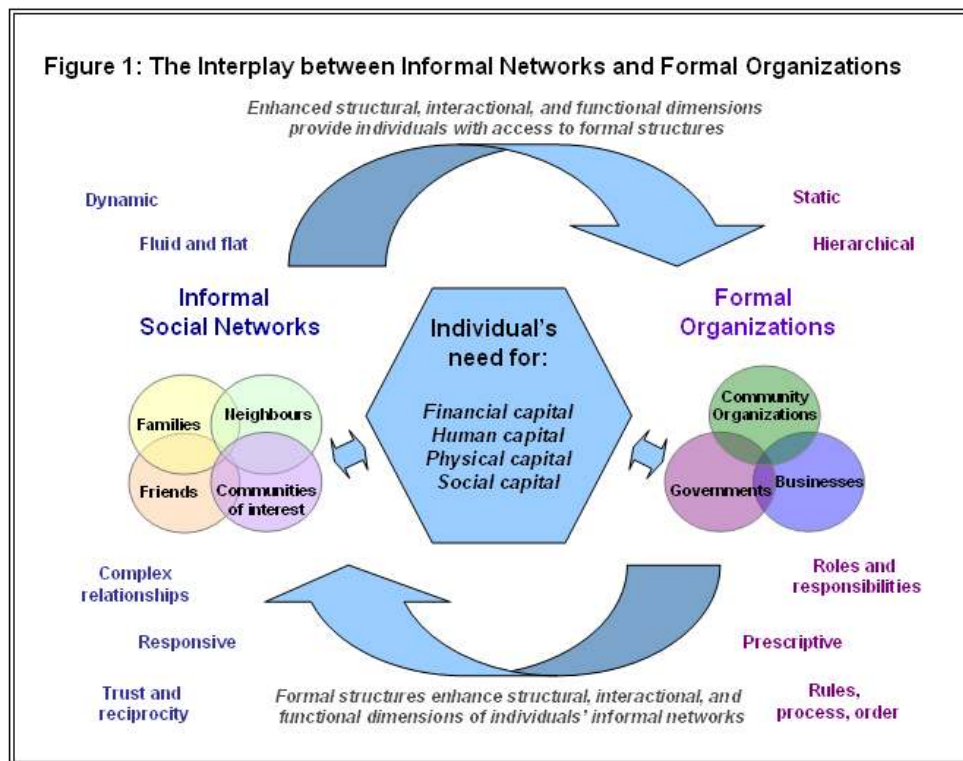 Figure 1: The Interplay between Informal Networks and Formal Organizations
Enhanced structural, interactional, and functional dimensions
provide individuals with access to formal structures
Dynamic
Fluid and flat
Static
Hierarchical
Informal
Social Networks
Individual's
need for:
Financial capital
Human capital
Physical capital
Social capital
Formal
Organizations
Families
Neighbours
Friends
Communities
of interest
Community
Organizations
Governments
Businesses
Complex
relationships
Responsive
Trust and
reciprocity
Roles and
responsibilities
Prescriptive
Rules,
process, order
Formal structures enhance structural, interactional, and
functional dimensions of individuals' informal networks